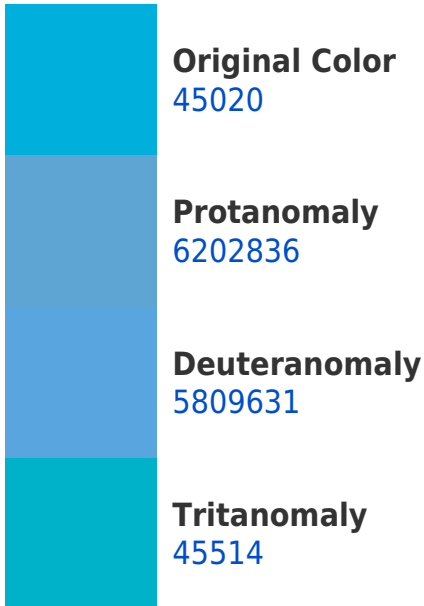 Original Color
45020
Protanomaly
6202836
Deuteranomaly
5809631
Tritanomaly
45514